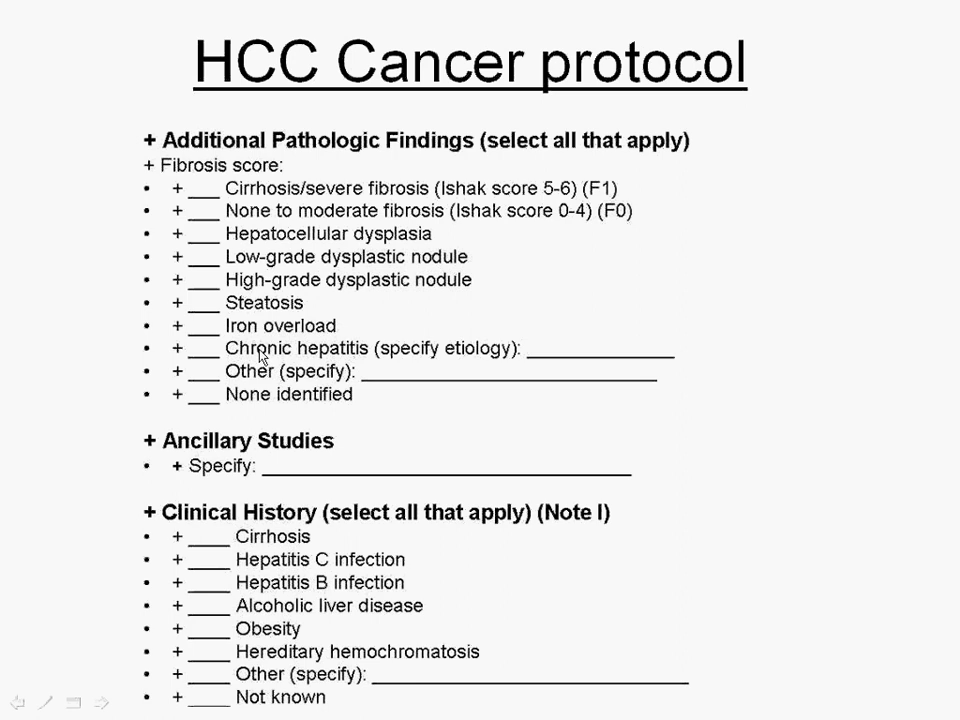 HCC Cancer protocol
+ Additional Pathologic Findings (select all that apply)
+ Fibrosis score:
• + ___ Cirrhosis/severe fibrosis (Ishak score 5-6) (F1)
• + ___ None to moderate fibrosis (Ishak score 0-4) (F0)
• + ___ Hepatocellular dysplasia
• + ___ Low-grade dysplastic nodule
• + ___ High-grade dysplastic nodule
• + ___ Steatosis
• + ___ Iron overload
• + ___ Chronic hepatitis (specify etiology): ______________
• + ___ Other (specify): ____________________________
• + ___ None identified
+ Ancillary Studies
• + Specify: ___________________________________
+ Clinical History (select all that apply) (Note I)
• + ____ Cirrhosis
• + ____ Hepatitis C infection
• + ____ Hepatitis B infection
• + ____ Alcoholic liver disease
• + ____ Obesity
• + ____ Hereditary hemochromatosis
• + ____ Other (specify): ______________________________
• + ____ Not known